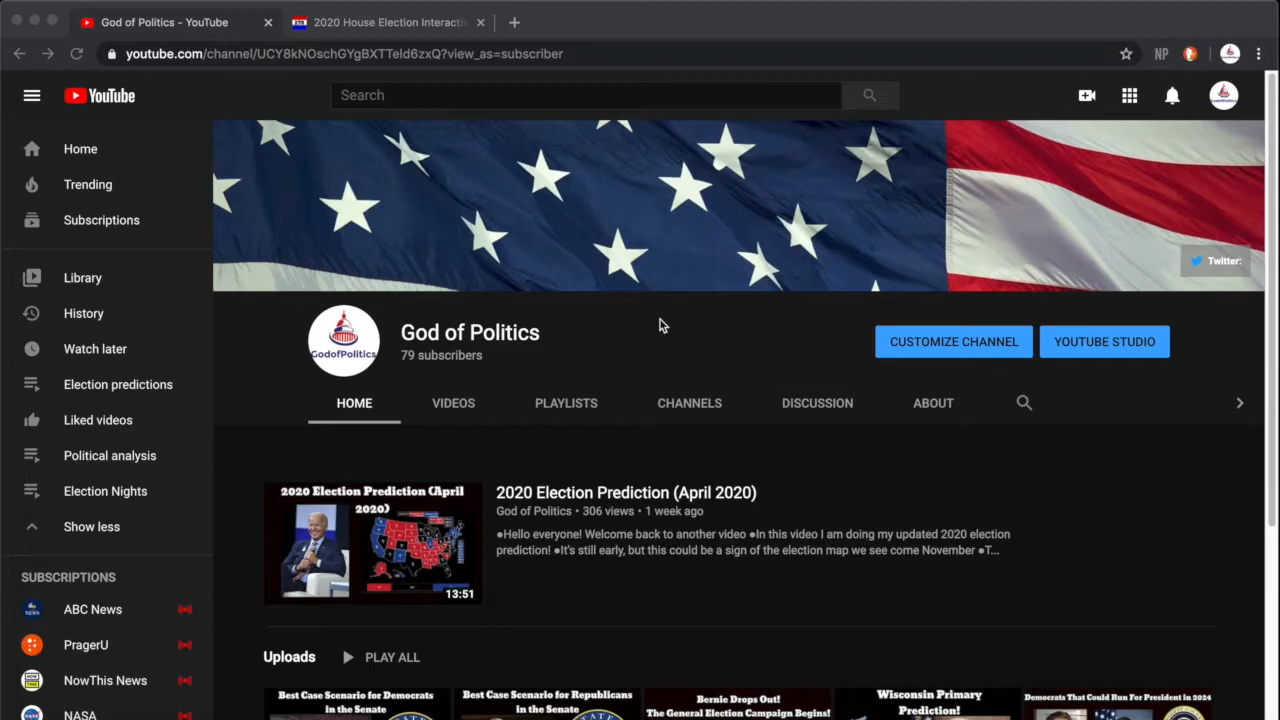 God of Politics - YouTube
2020 House Election Interactiv
youtube.com/channel/UCY8kNOschGYgBXTTeld6zxQ?view_as=subscriber
NP
YouTube
Search
Home
Trending
Subscriptions
Library
History
Watch later
Election predictions
Liked videos
Political analysis
Election Nights
Show less
SUBSCRIPTIONS
ABC News
PragerU
NowThis News
NASA
Twitter:
GodofPolitics
God of Politics
79 subscribers
CUSTOMIZE CHANNEL
YOUTUBE STUDIO
HOME
VIDEOS
PLAYLISTS
CHANNELS
DISCUSSION
ABOUT
2020 Election Prediction (April
2020)
13:51
2020 Election Prediction (April 2020)
God of Politics • 306 views • 1 week ago
●Hello everyone! Welcome back to another video ●In this video I am doing my updated 2020 election
prediction! ●It's still early, but this could be a sign of the election map we see come November ●T...
Uploads
PLAY ALL
Best Case Scenario for Democrats
in the Senate
Best Case Scenario for Republicans
in the Senate
Bernie Drops Out!
The General Election Campaign Begins!
Wisconsin Primary
Prediction!
Democrats That Could Run For President in 2024